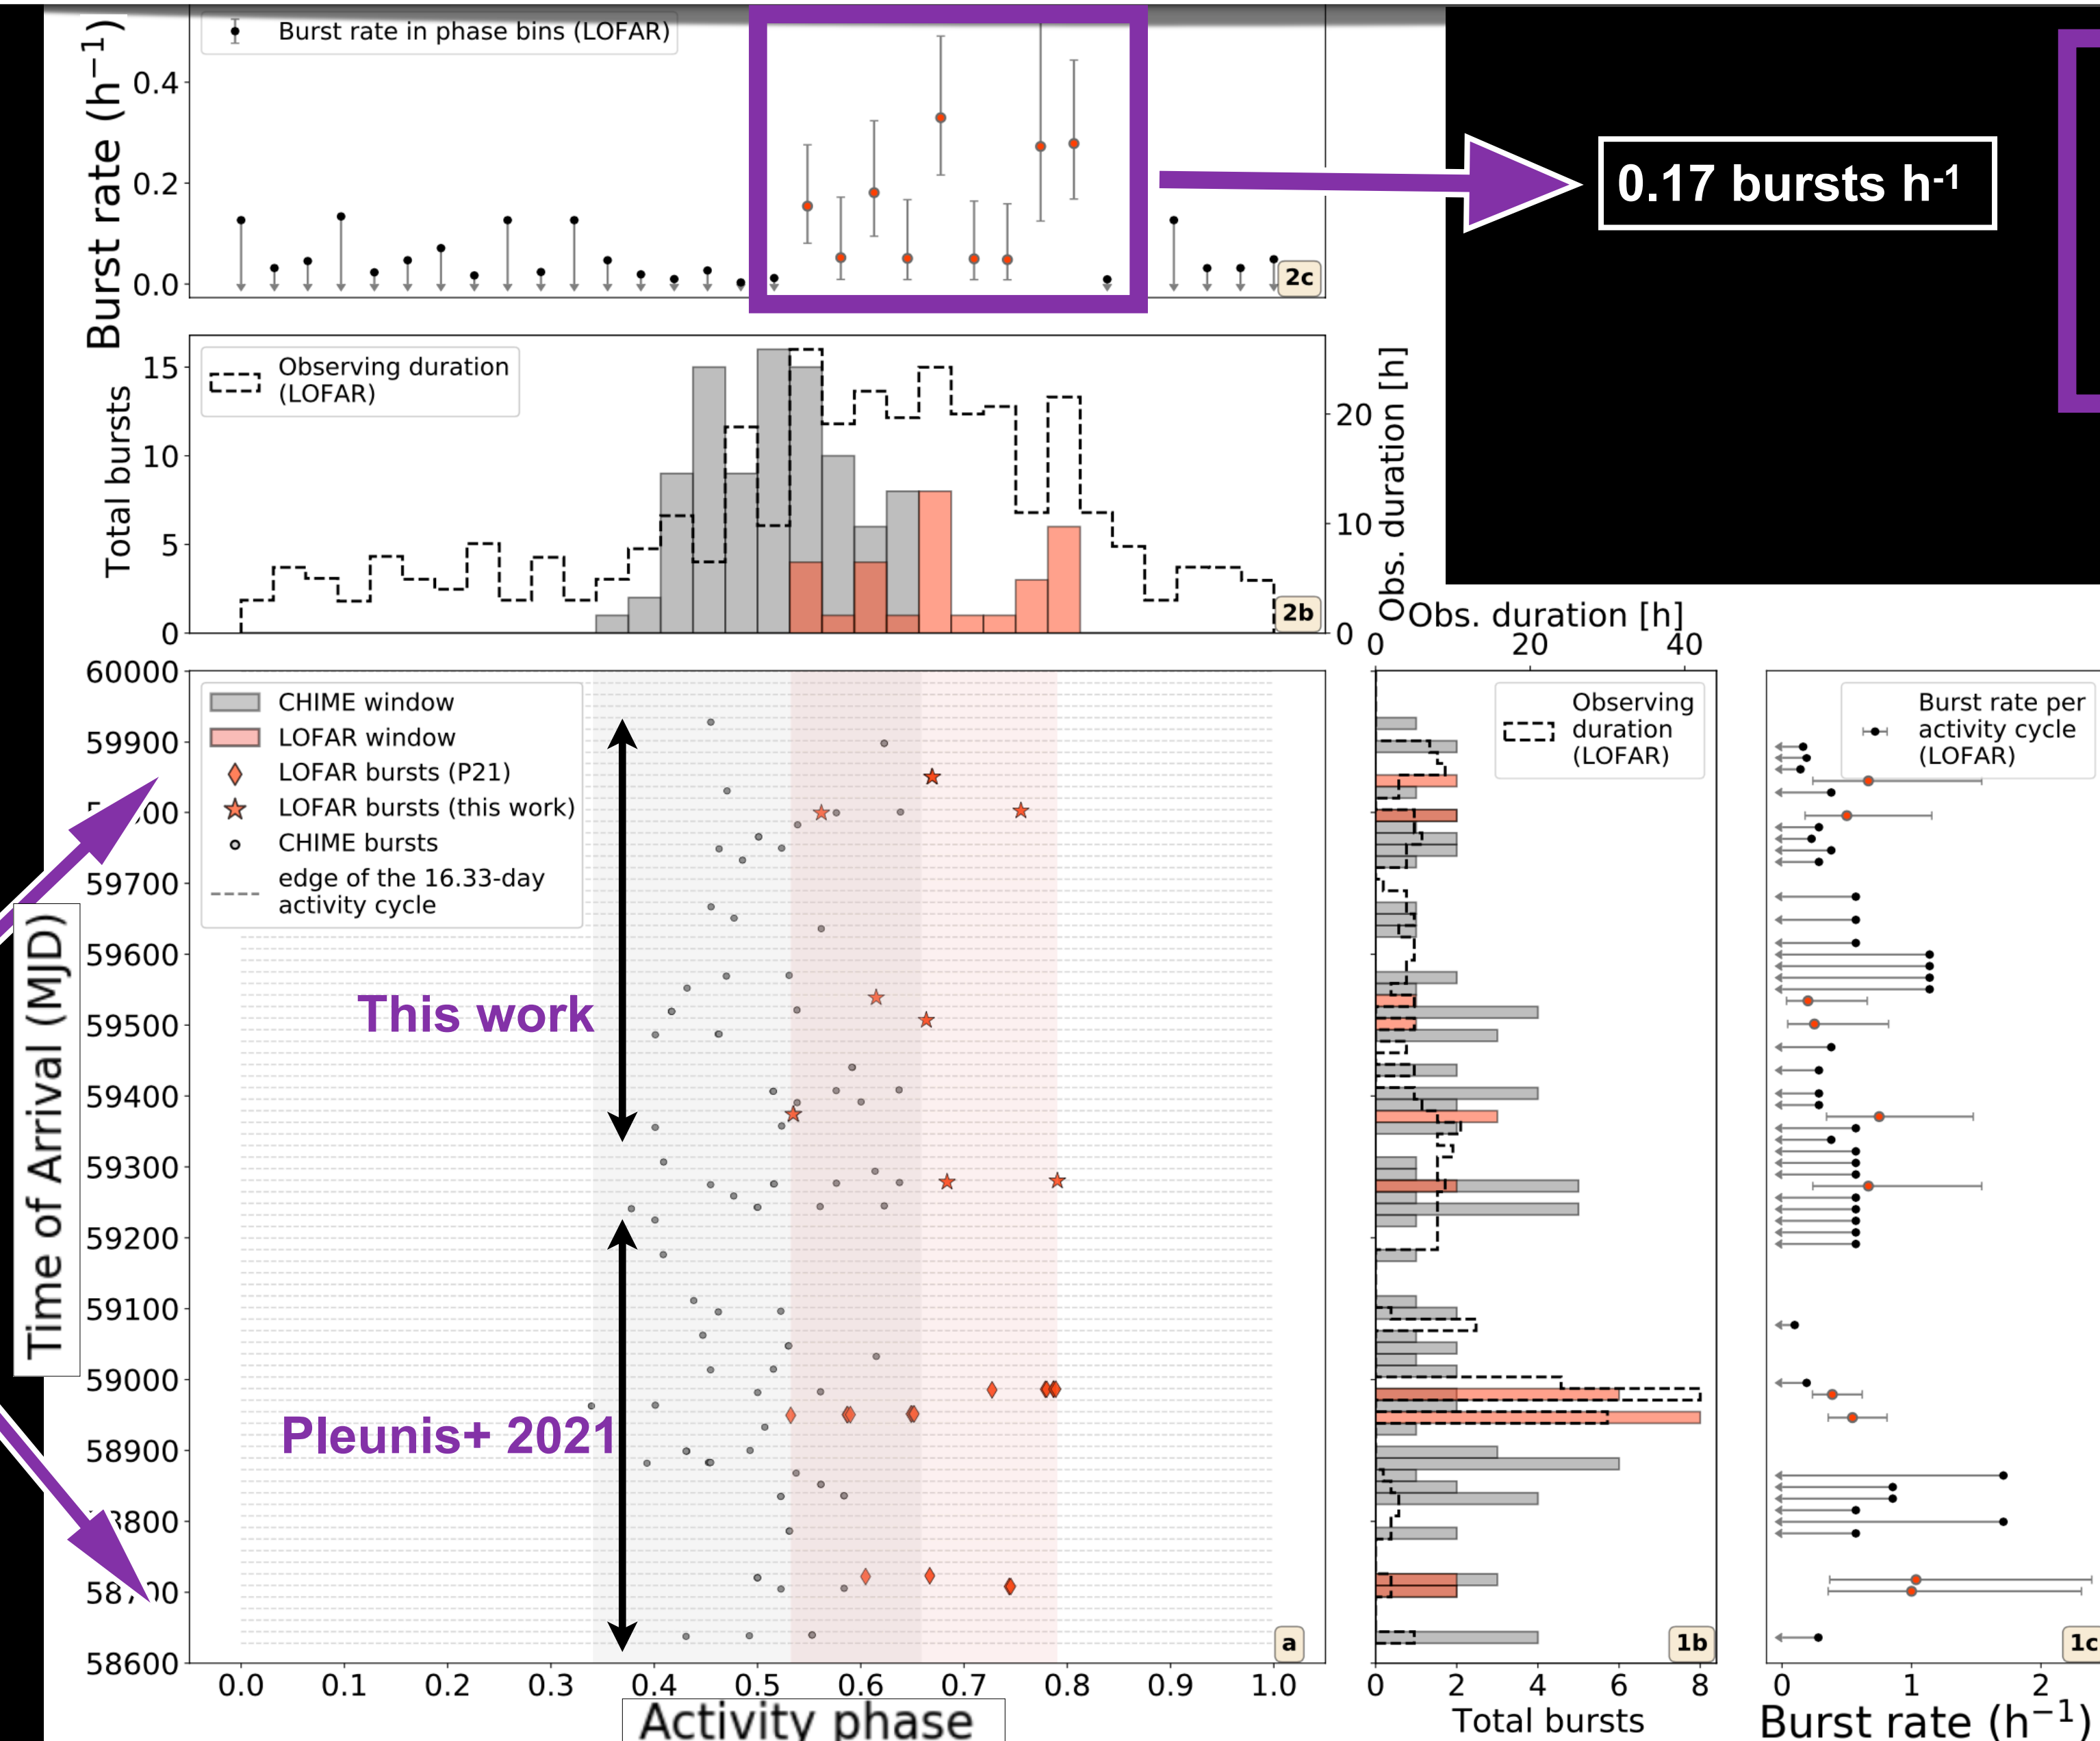 Burst rate (h⁻¹)
Burst rate in phase bins (LOFAR)
0.4
0.2
0.0
2c
0.17 bursts h-1
Total bursts
15
10
5
0
Observing duration
(LOFAR)
2b
20
10
0
Obs. duration [h]
Obs. duration [h]
0 20 40
Time of Arrival (MJD)
60000
59900
59700
59600
59500
59400
59300
59200
59100
59000
58900
58600
CHIME window
LOFAR window
LOFAR bursts (P21)
LOFAR bursts (this work)
CHIME bursts
edge of the 16.33-day
activity cycle
This work
Pleunis+ 2021
a
0.0 0.1 0.2 0.3 0.4 0.5 0.6 0.7 0.8 0.9 1.0
Activity phase
Observing
duration
(LOFAR)
1b
0 2 4 6 8
Total bursts
Burst rate per
activity cycle
(LOFAR)
1c
0 1 2
Burst rate (h⁻¹)